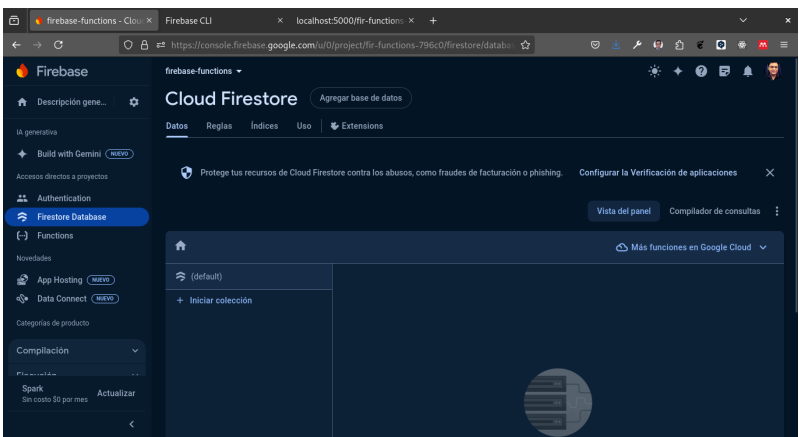 firebase-functions - Clou
Firebase CLI
localhost:5000/fir-functions
https://console.firebase.google.com/u/0/project/fir-functions-796c0/firestore/databas
Firebase
firebase-functions
Descripción gene...
Cloud Firestore
Agregar base de datos
Datos Reglas Índices Uso Extensions
IA generativa
Build with Gemini NUEVO
Accesos directos a proyectos
Authentication
Firestore Database
Functions
Novedades
App Hosting NUEVO
Data Connect NUEVO
Categorías de producto
Compilación
Spark
Sin costo $0 por mes
Actualizar
Protege tus recursos de Cloud Firestore contra los abusos, como fraudes de facturación o phishing. Configurar la Verificación de aplicaciones
Vista del panel Compilador de consultas
Más funciones en Google Cloud
(default)
+ Iniciar colección